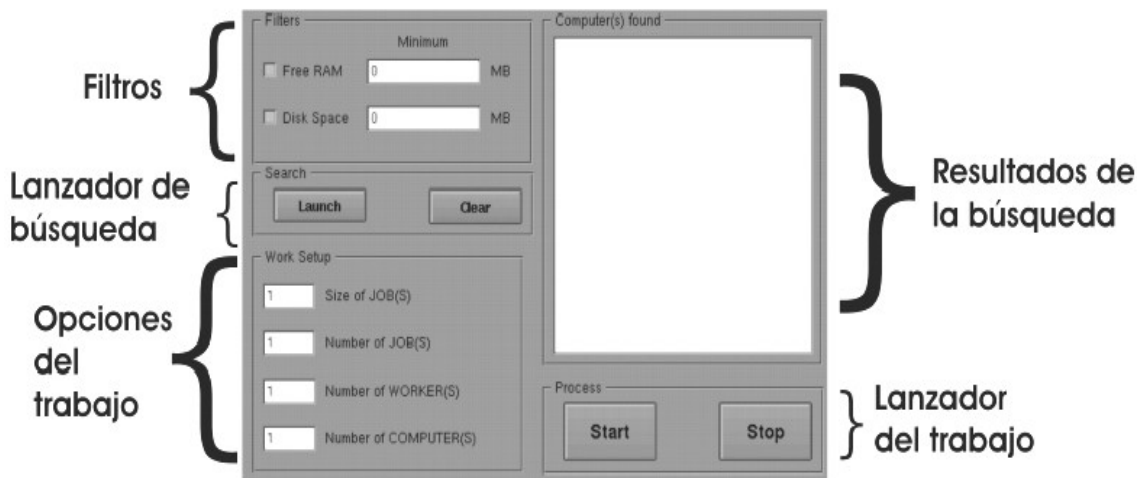 Filtros
Lanzador de
búsqueda
Opciones
del
trabajo
Filters
Minimum
Free RAM 0 MB
Disk Space 0 MB
Search
Launch Clear
Work Setup
1 Size of JOB(S)
1 Number of JOB(S)
1 Number of WORKER(S)
1 Number of COMPUTER(S)
Computer(s) found
Process
Start Stop
Resultados de
la búsqueda
Lanzador
del trabajo